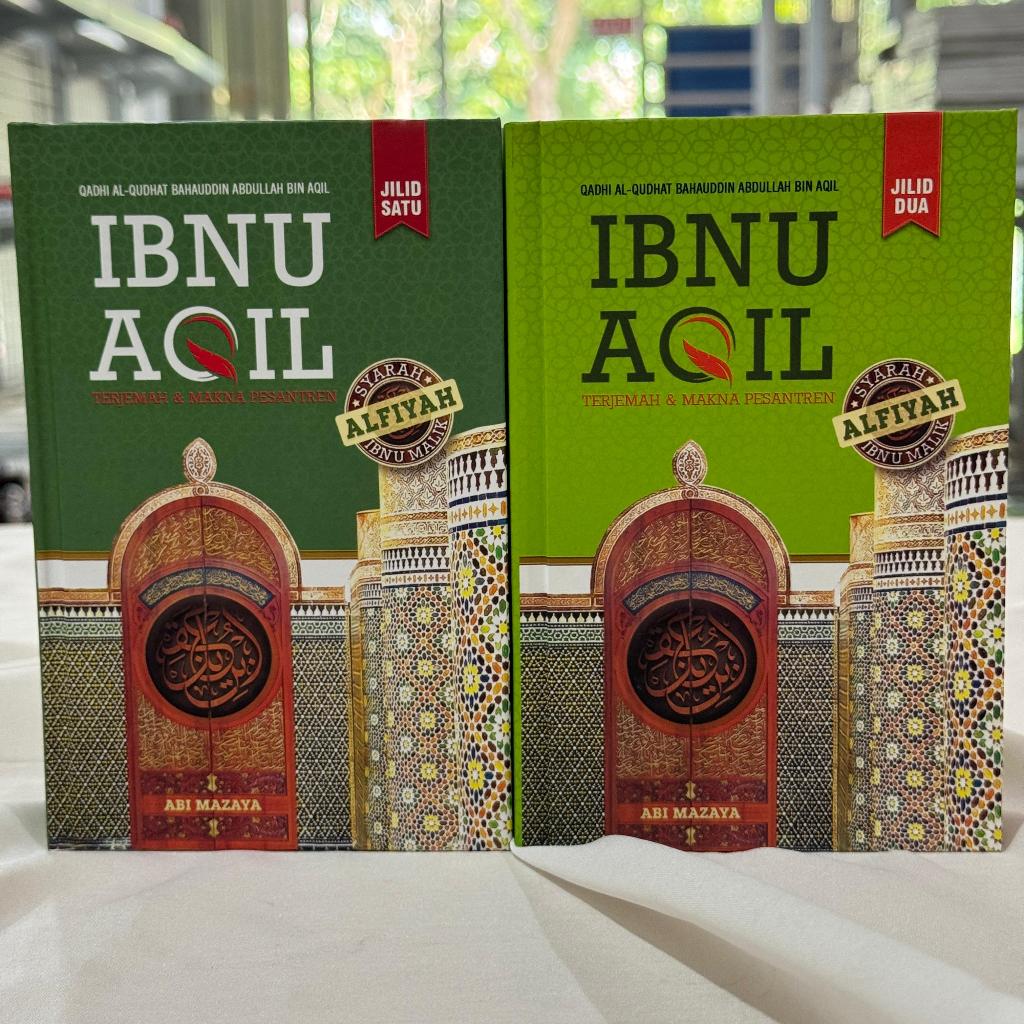 QADHI AL-QUDHAT BAHAUDDIN ABDULLAH BIN AQIL
JILID
SATU
IBNU
AQIL
TERJEMAH & MAKNA PESANTREN
SYARAH
ALFIYAH
IBNU MALIK
ABI MAZAYA
QADHI AL-QUDHAT BAHAUDDIN ABDULLAH BIN AQIL
JILID
DUA
IBNU
AQIL
TERJEMAH & MAKNA PESANTREN
SYARAH
ALFIYAH
IBNU MALIK
ABI MAZAYA